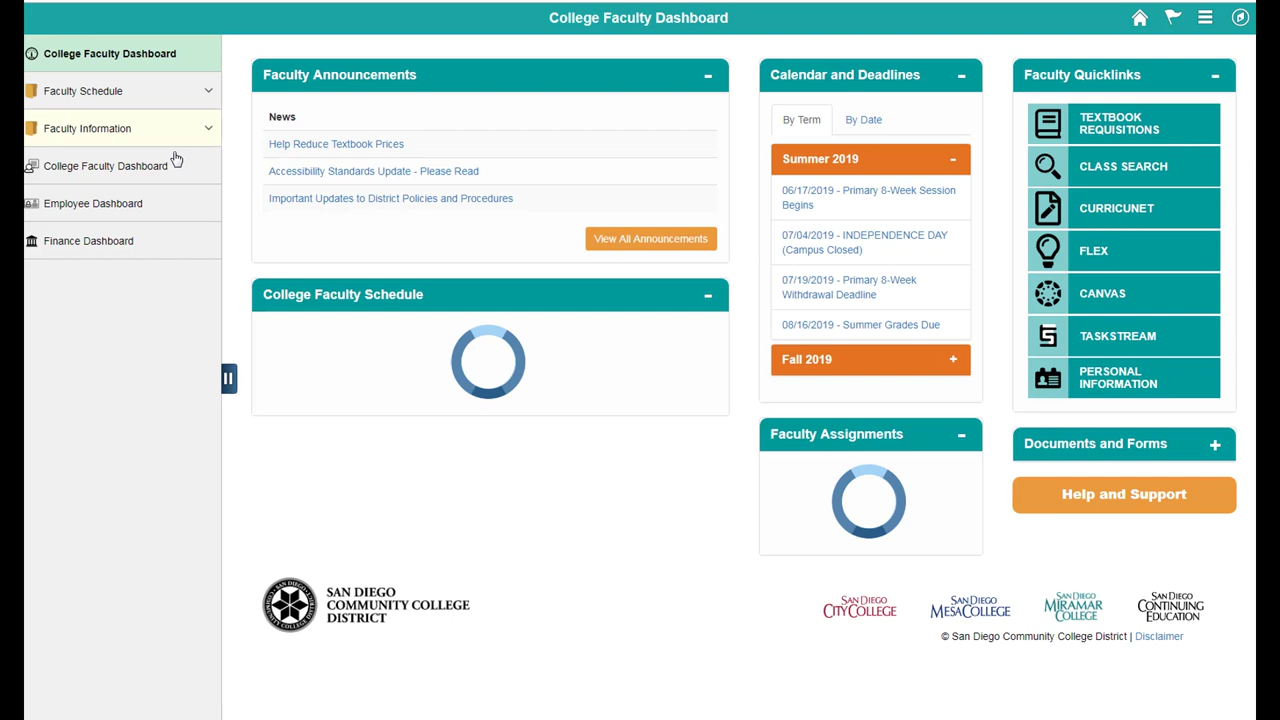 College Faculty Dashboard
College Faculty Dashboard
Faculty Schedule
Faculty Information
College Faculty Dashboard
Employee Dashboard
Finance Dashboard
Faculty Announcements
News
Help Reduce Textbook Prices
Accessibility Standards Update - Please Read
Important Updates to District Policies and Procedures
View All Announcements
College Faculty Schedule
Calendar and Deadlines
By Term By Date
Summer 2019
06/17/2019 - Primary 8-Week Session
Begins
07/04/2019 - INDEPENDENCE DAY
(Campus Closed)
07/19/2019 - Primary 8-Week
Withdrawal Deadline
08/16/2019 - Summer Grades Due
Fall 2019
Faculty Assignments
Faculty Quicklinks
TEXTBOOK
REQUISITIONS
CLASS SEARCH
CURRICUNET
FLEX
CANVAS
TASKSTREAM
PERSONAL
INFORMATION
Documents and Forms
Help and Support
SAN DIEGO
COMMUNITY COLLEGE
DISTRICT
SAN DIEGO
CITY COLLEGE
SAN DIEGO
MESA COLLEGE
SAN DIEGO
MIRAMAR
COLLEGE
SAN DIEGO
CONTINUING
EDUCATION
© San Diego Community College District | Disclaimer